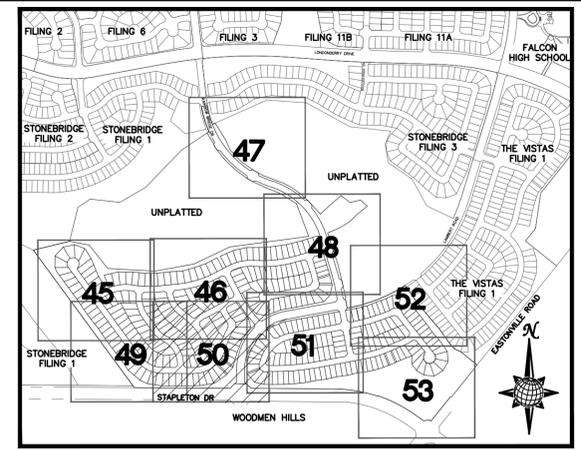 FILING 2
FILING 6
FILING 3
FILING 11B
FILING 11A
LONDONDERRY DRIVE
FALCON
HIGH SCHOOL
STONEBRIDGE
FILING 2
STONEBRIDGE
FILING 1
47
STONEBRIDGE
FILING 3
THE VISTAS
FILING 1
UNPLATTED
UNPLATTED
48
LAMBERT ROAD
45
46
52
THE VISTAS
FILING 1
EASTONVILLE ROAD
N
STONEBRIDGE
FILING 1
49
50
51
53
STAPLETON DR
WOODMEN HILLS